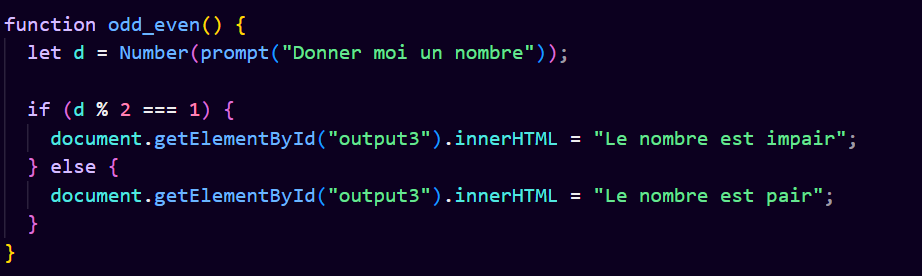 function odd_even() {
  let d = Number(prompt("Donner moi un nombre"));

  if (d % 2 === 1) {
    document.getElementById("output3").innerHTML = "Le nombre est impair";
  } else {
    document.getElementById("output3").innerHTML = "Le nombre est pair";
  }
}